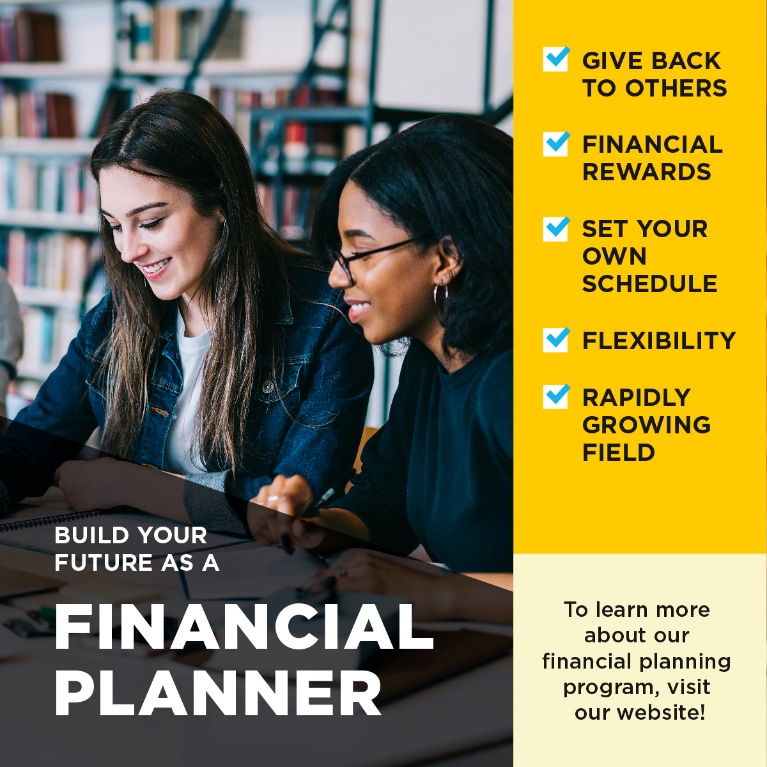 BUILD YOUR
FUTURE AS A
FINANCIAL
PLANNER
GIVE BACK
TO OTHERS
FINANCIAL
REWARDS
SET YOUR
OWN
SCHEDULE
FLEXIBILITY
RAPIDLY
GROWING
FIELD
To learn more
about our
financial planning
program, visit
our website!